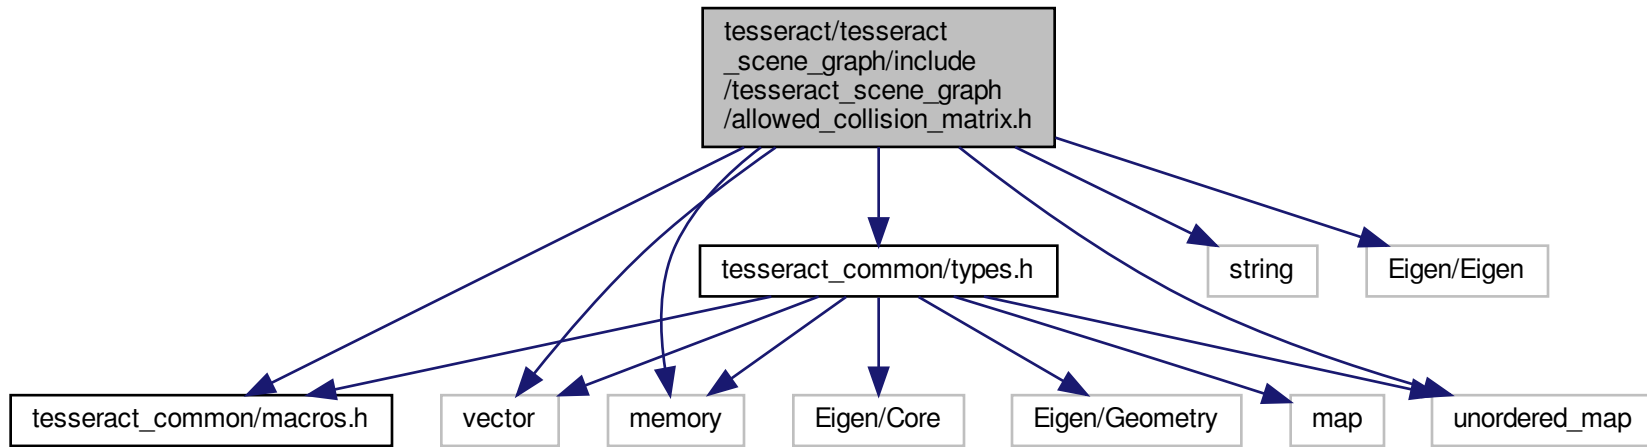 tesseract/tesseract
_scene_graph/include
/tesseract_scene_graph
/allowed_collision_matrix.h
tesseract_common/types.h
string
Eigen/Eigen
tesseract_common/macros.h
vector
memory
Eigen/Core
Eigen/Geometry
map
unordered_map